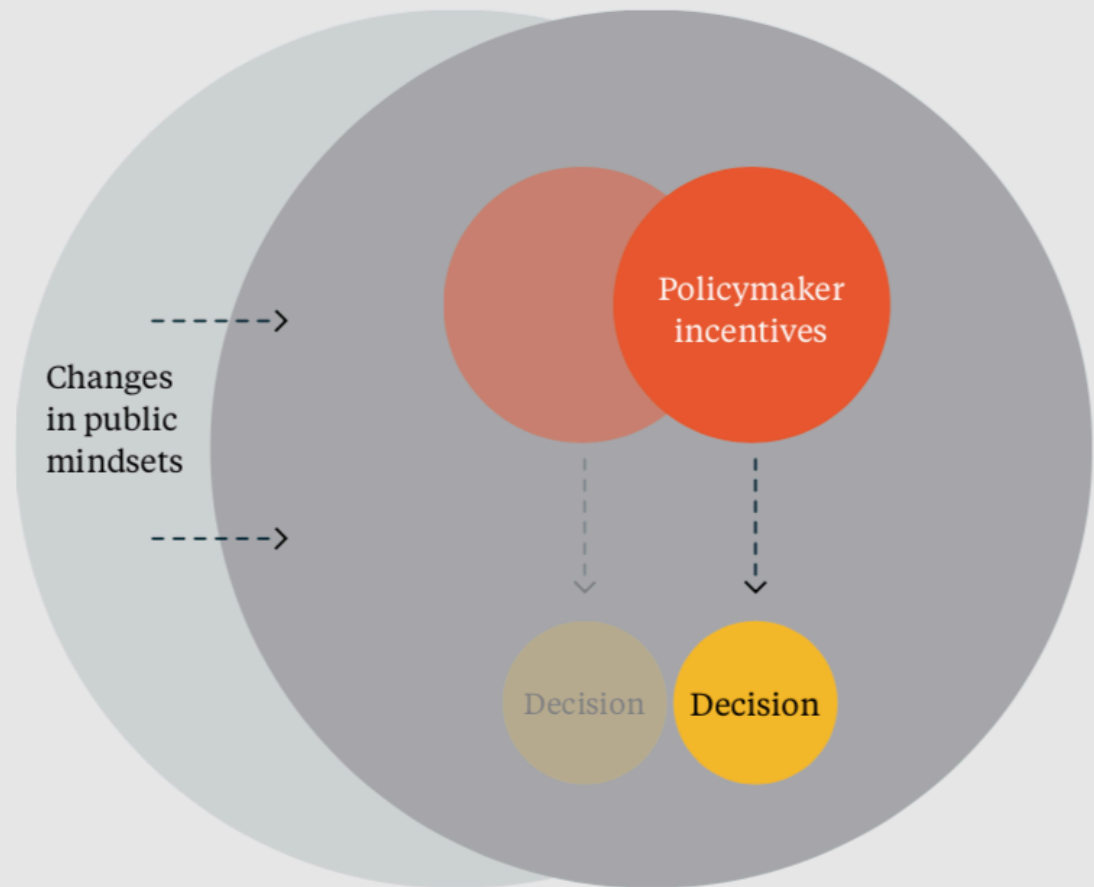 Policymaker
incentives
Changes
in public
mindsets
Decision
Decision